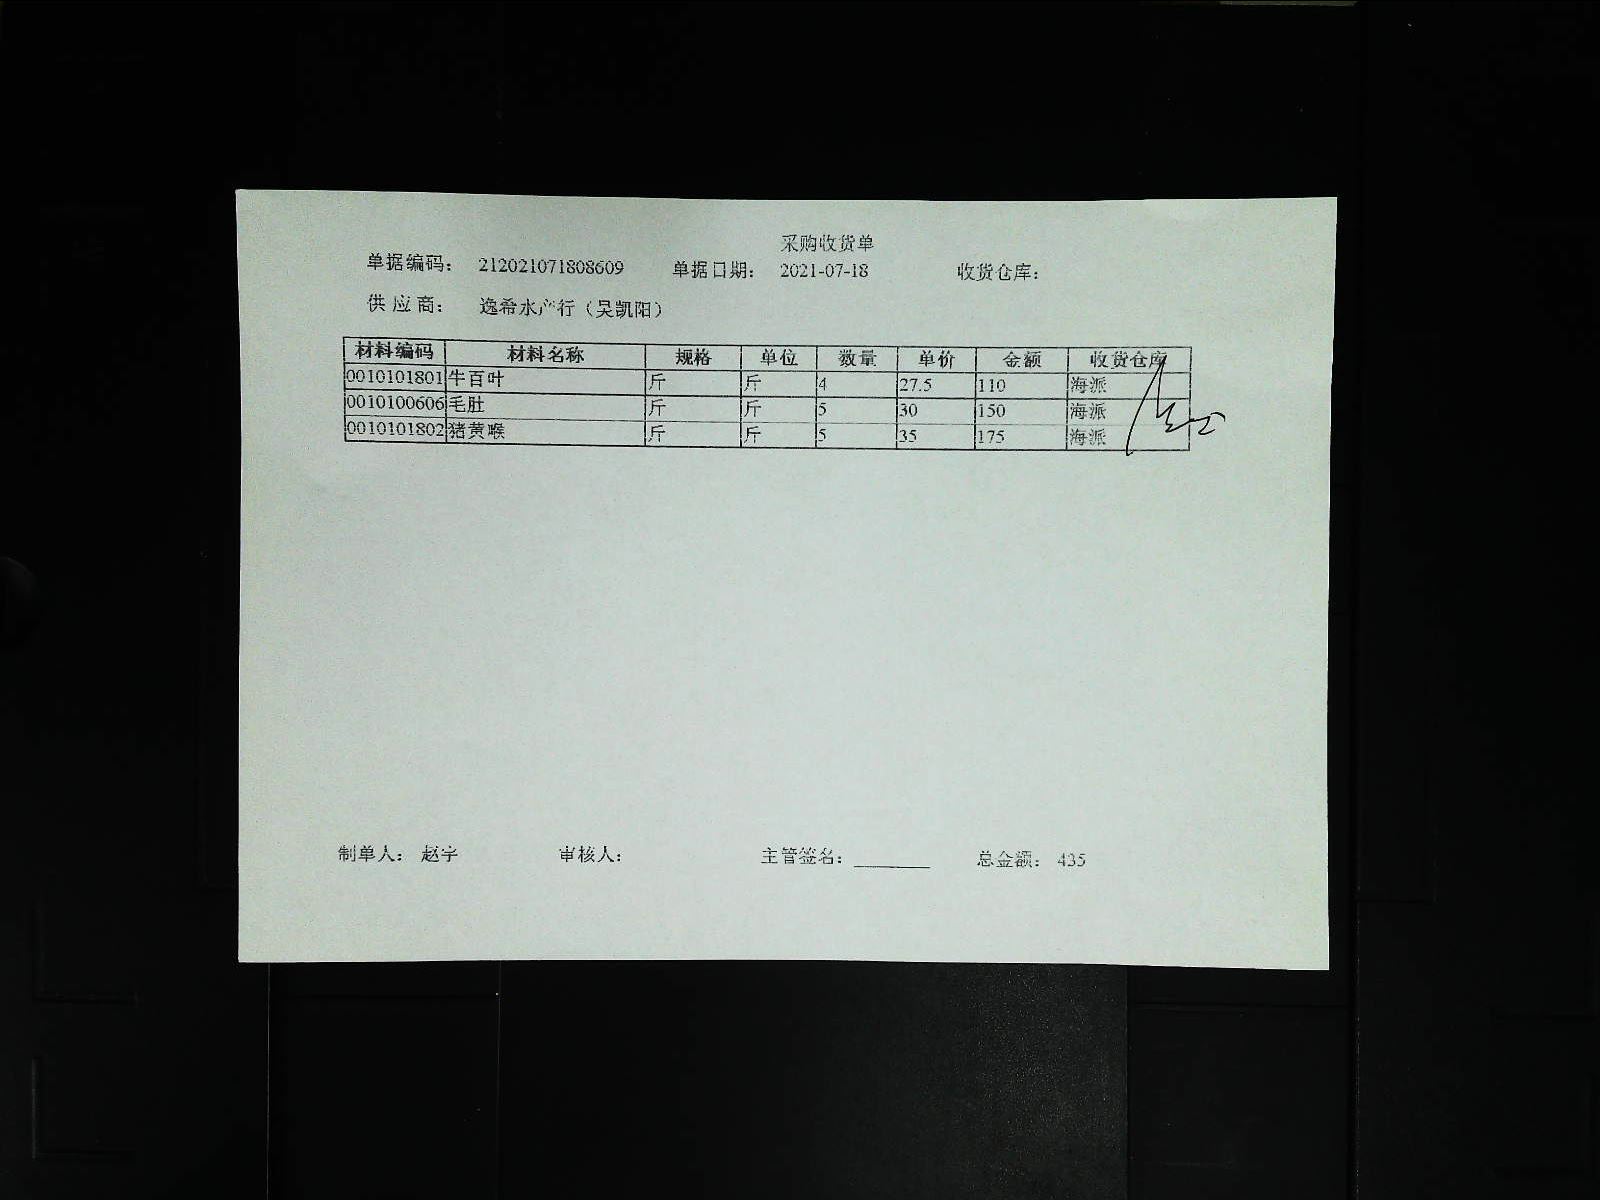 采购收货单
单据编码： 212021071808609 单据日期： 2021-07-18 收货仓库：
供应商： 逸希水产行（吴凯阳）
材料编码 材料名称 规格 单位 数量 单价 金额 收货仓库
0010101801 牛百叶 斤 斤 4 27.5 110 海派
0010100606 毛肚 斤 斤 5 30 150 海派
0010101802 猪黄喉 斤 斤 5 35 175 海派
制单人： 赵宇 审核人： 主管签名： 总金额： 435